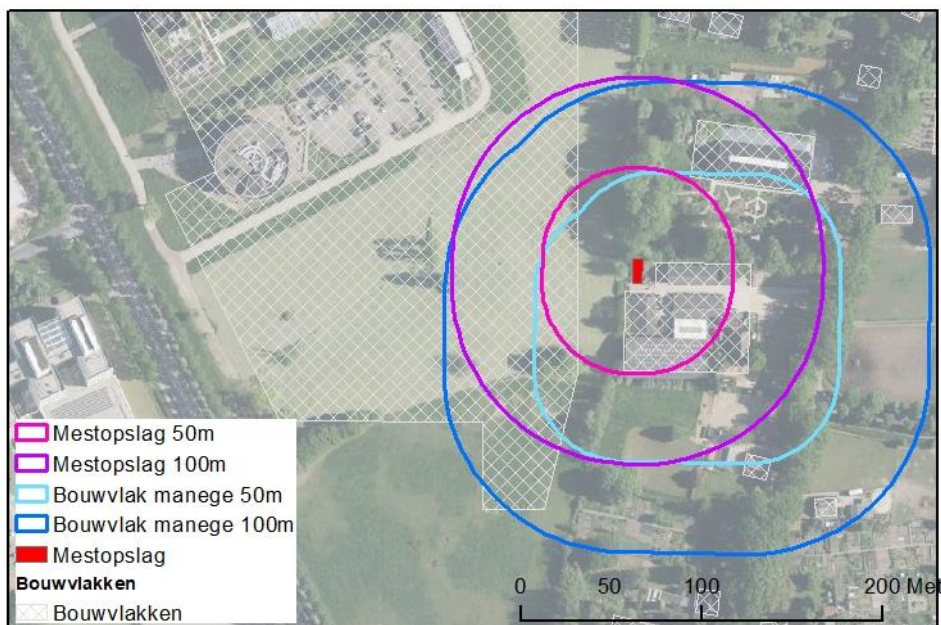 Mestopslag 50m
Mestopslag 100m
Bouwvlak manege 50m
Bouwvlak manege 100m
Mestopslag
Bouwvlakken
Bouwvlakken
0 50 100 200 Met